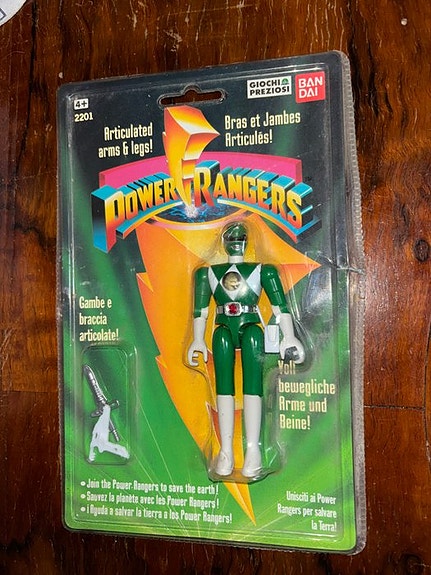 4+
2201
GIOCHI
PREZIOSI
BAN
DAI
Articulated
arms & legs!
Bras et Jambes
Articulés!
POWER RANGERS
Gambe e
braccia
articolate!
Voll
bewegliche
Arme und
Beine!
• Join the Power Rangers to save the earth!
• Sauvez la planète avec les Power Rangers!
• ¡Ayuda a salvar la tierra a los Power Rangers!
Unisciti ai Power
Rangers per salvare
la Terra!